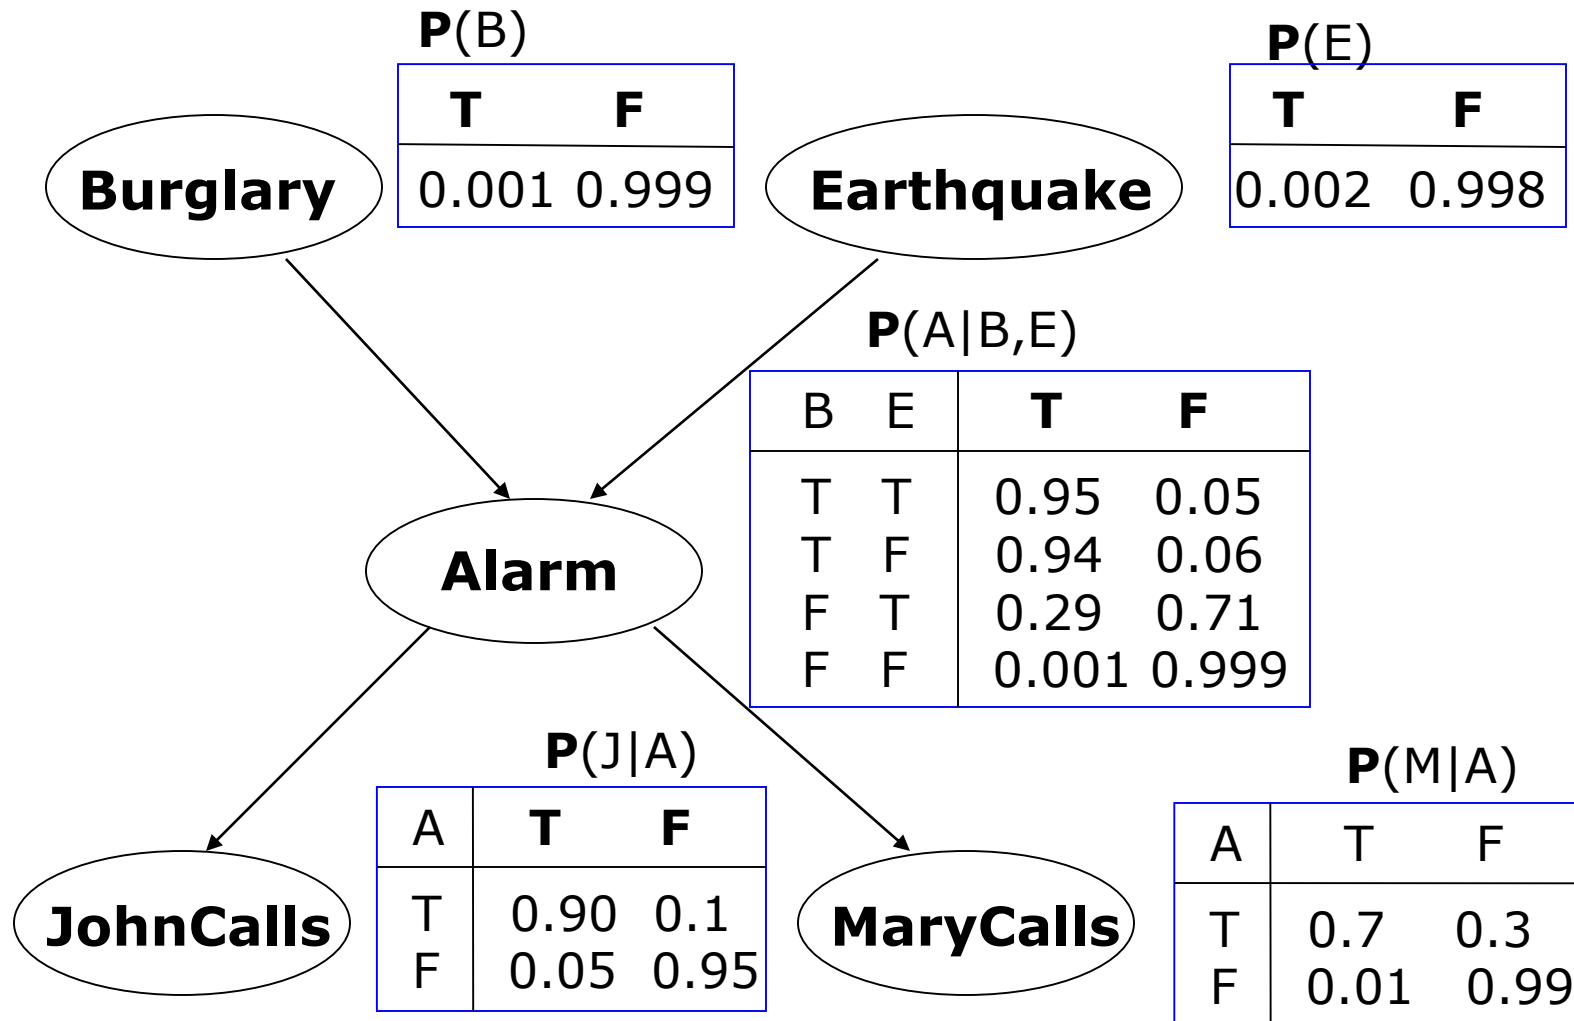 P(B)
T F
0.001 0.999
P(E)
T F
0.002 0.998
Burglary
Earthquake
P(A|B,E)
B E T F
T T 0.95 0.05
T F 0.94 0.06
F T 0.29 0.71
F F 0.001 0.999
Alarm
P(J|A)
A T F
T 0.90 0.1
F 0.05 0.95
P(M|A)
A T F
T 0.7 0.3
F 0.01 0.99
JohnCalls
MaryCalls